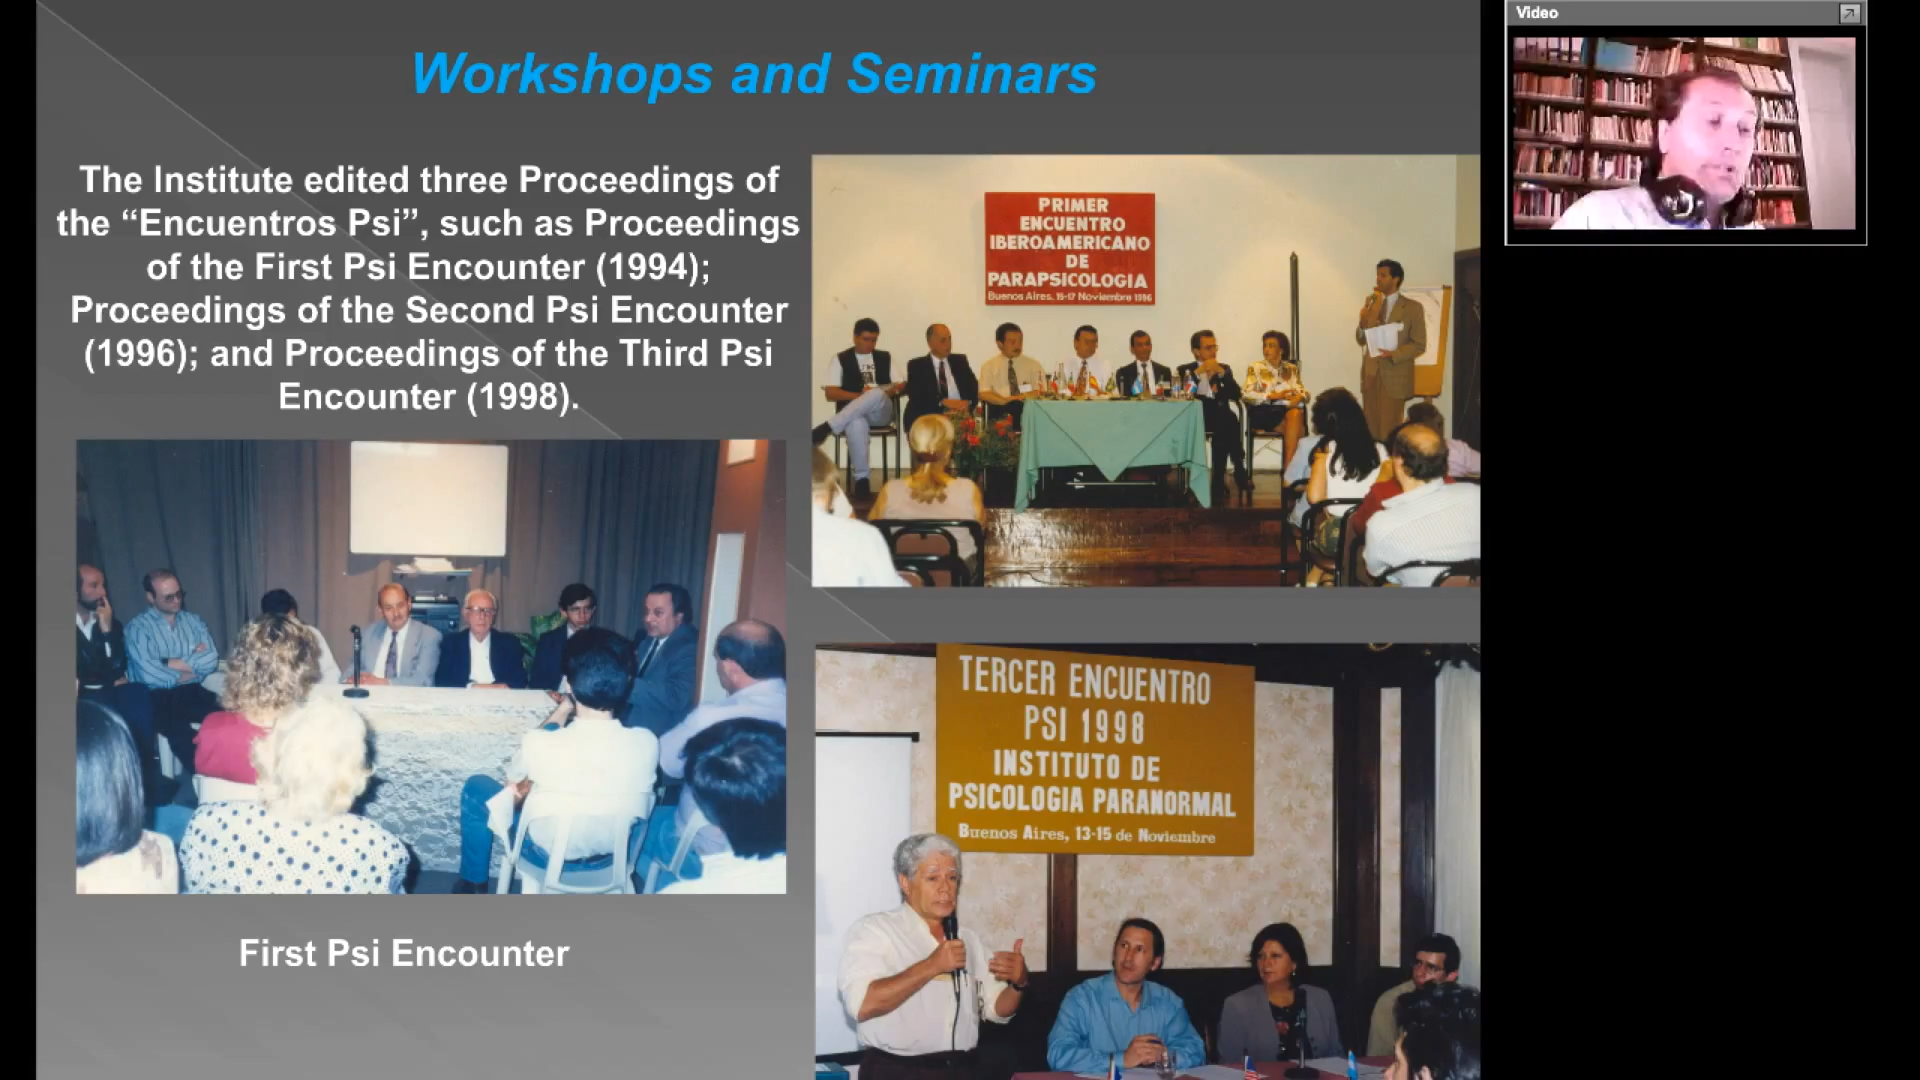 Workshops and Seminars
The Institute edited three Proceedings of
the “Encuentros Psi”, such as Proceedings
of the First Psi Encounter (1994);
Proceedings of the Second Psi Encounter
(1996); and Proceedings of the Third Psi
Encounter (1998).
First Psi Encounter
PRIMER
ENCUENTRO
IBEROAMERICANO
DE
PARAPSICOLOGIA
Buenos Aires, 15-17 Noviembre 1996
TERCER ENCUENTRO
PSI 1998
INSTITUTO DE
PSICOLOGIA PARANORMAL
Buenos Aires, 13-15 de Noviembre
Video